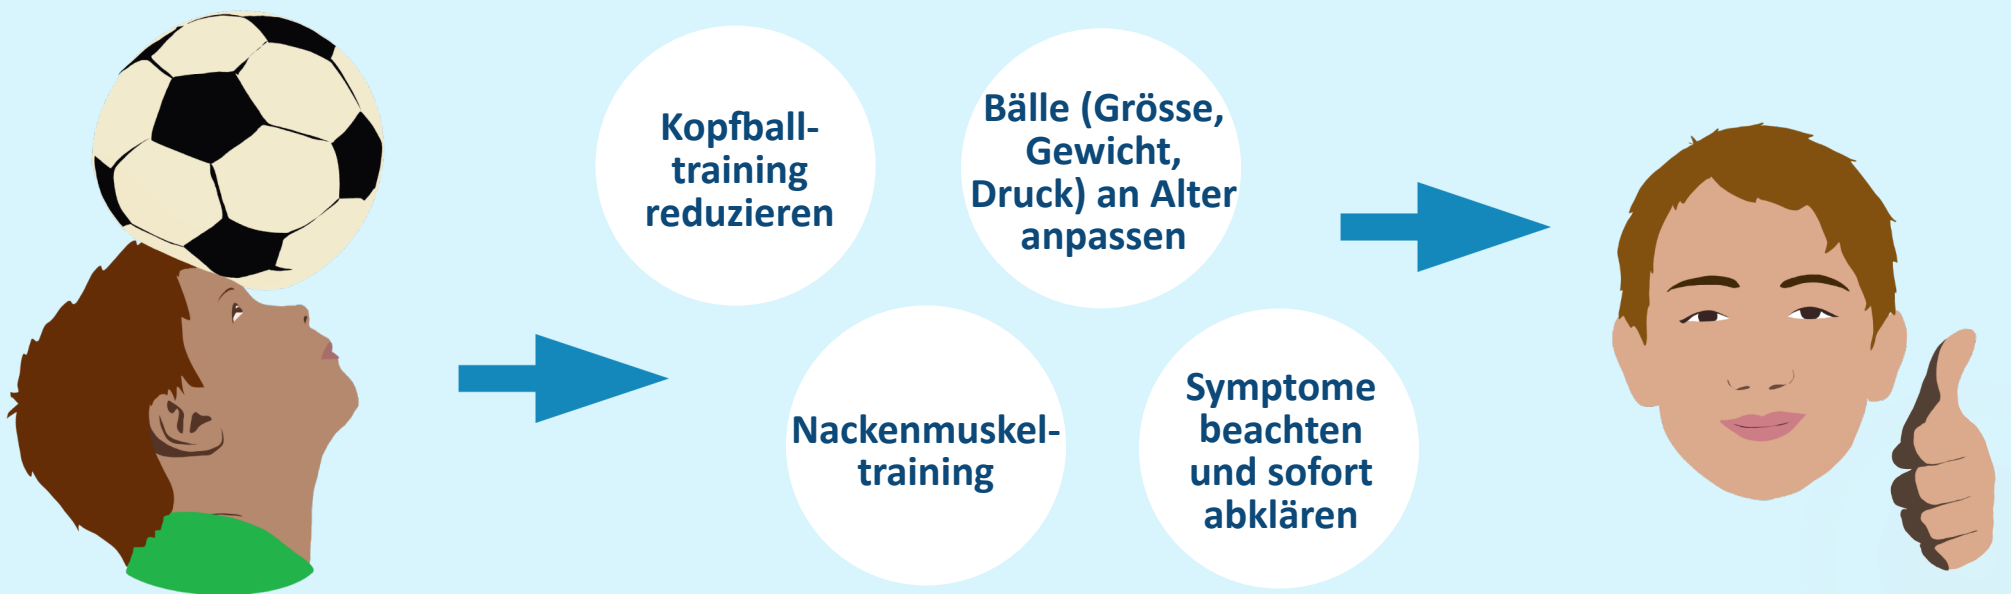 Kopfball-
training
reduzieren
Bälle (Grösse,
Gewicht,
Druck) an Alter
anpassen
Nackenmuskel-
training
Symptome
beachten
und sofort
abklären